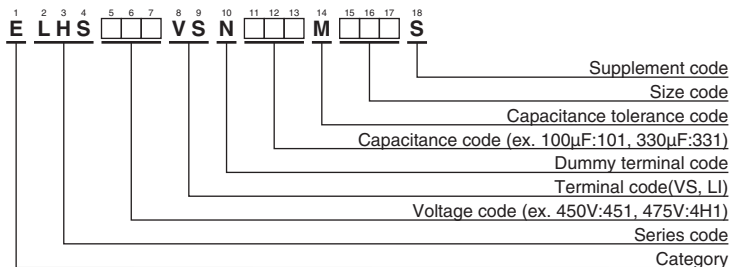 1 2 3 4 5 6 7 8 9 10 11 12 13 14 15 16 17 18
E L H S V S N M S
Supplement code
Size code
Capacitance tolerance code
Capacitance code (ex. 100μF:101, 330μF:331)
Dummy terminal code
Terminal code(VS, LI)
Voltage code (ex. 450V:451, 475V:4H1)
Series code
Category